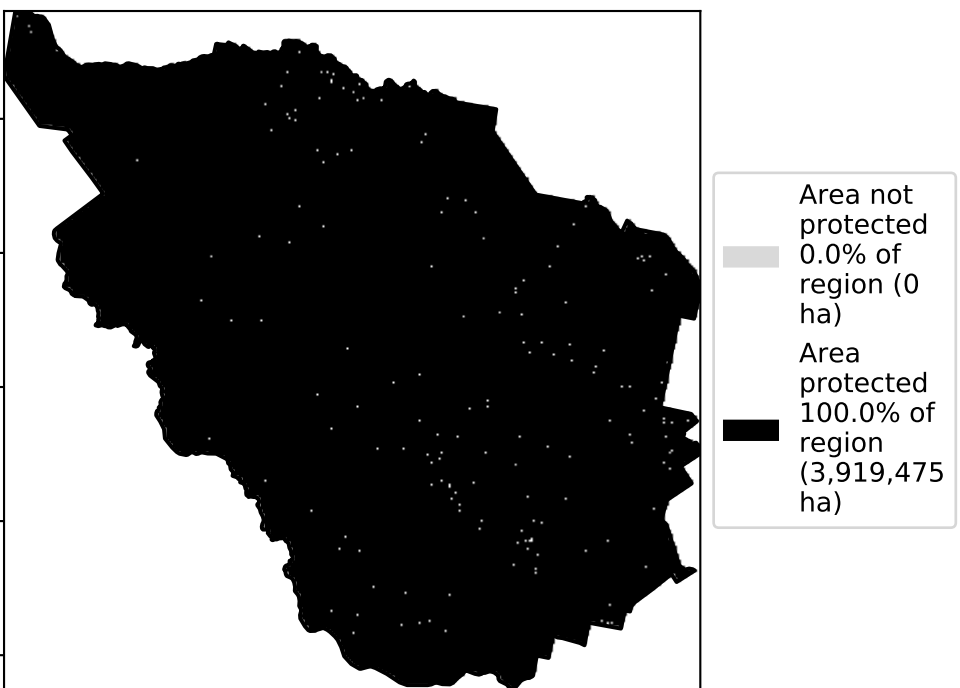 Area not
protected
0.0% of
region (0
ha)
Area
protected
100.0% of
region
(3,919,475
ha)